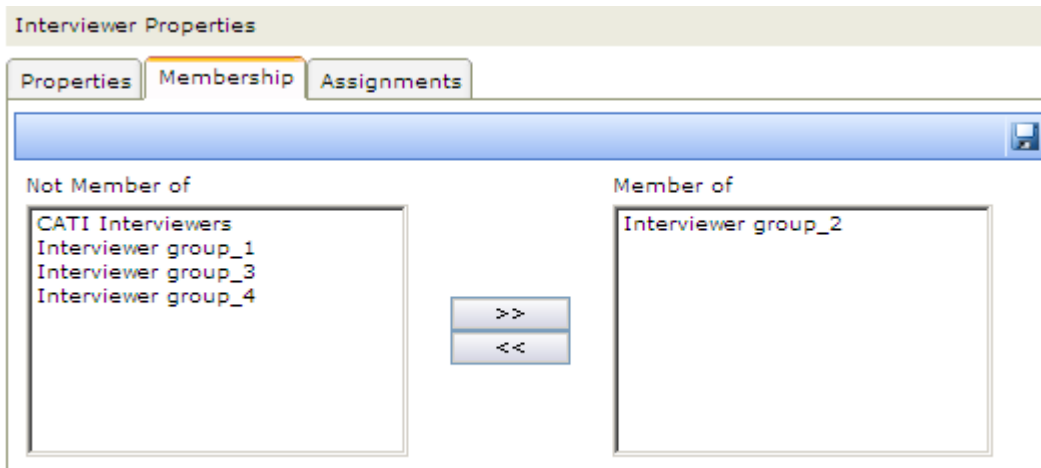 Interviewer Properties
Properties Membership Assignments
Not Member of
CATI Interviewers
Interviewer group_1
Interviewer group_3
Interviewer group_4
>>
<<
Member of
Interviewer group_2